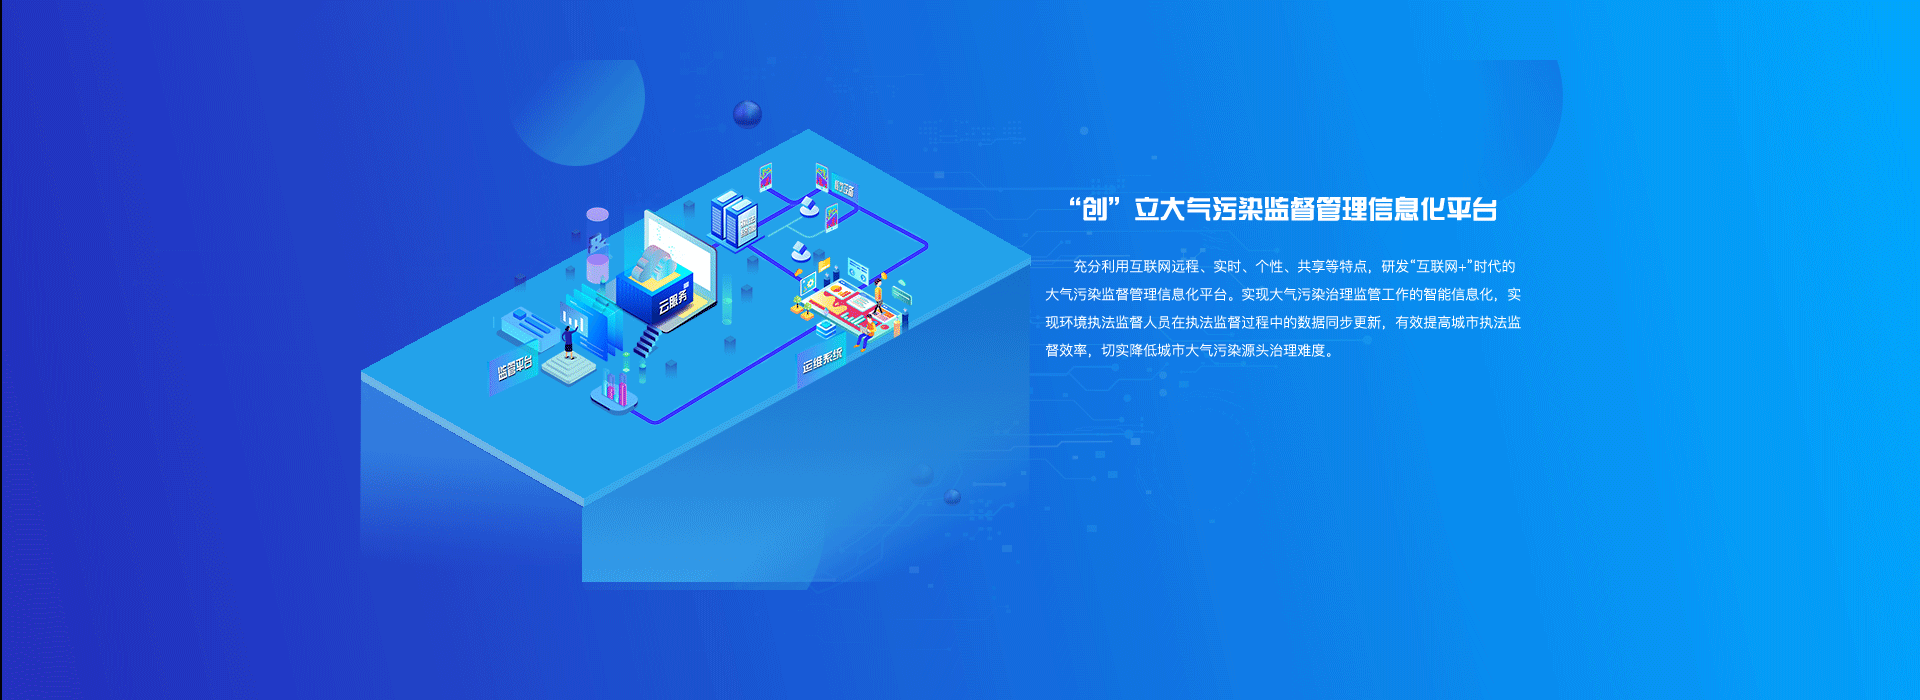 “创”立大气污染监督管理信息化平台
充分利用互联网远程、实时、个性、共享等特点，研发“互联网+”时代的
大气污染监督管理信息化平台。实现大气污染治理监管工作的智能信息化，实
现环境执法监督人员在执法监督过程中的数据同步更新，有效提高城市执法监
督效率，切实降低城市大气污染源头治理难度。
云服务
监管平台
运维系统